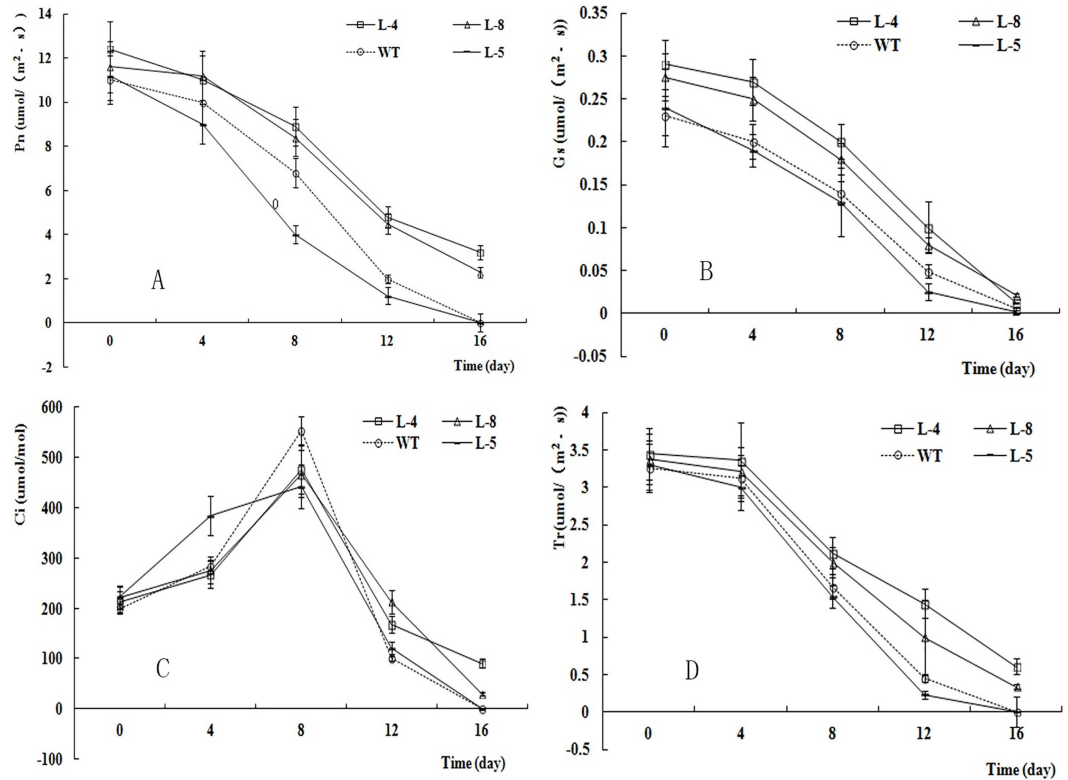 L-4 L-8
WT L-5
Pn (umol/ (m² - s))
14
12
10
8
6
4
2
0
-2
0 4 8 12 16
Time (day)
A
L-4 L-8
WT L-5
Gs (umol/ (m² - s))
0.35
0.3
0.25
0.2
0.15
0.1
0.05
0
-0.05
0 4 8 12 16
Time (day)
B
L-4 L-8
WT L-5
Ci (umol/mol)
600
500
400
300
200
100
0
-100
0 4 8 12 16
Time (day)
C
L-4 L-8
WT L-5
Tr(umol/ (m² - s))
4
3.5
3
2.5
2
1.5
1
0.5
0
-0.5
0 4 8 12 16
Time (day)
D